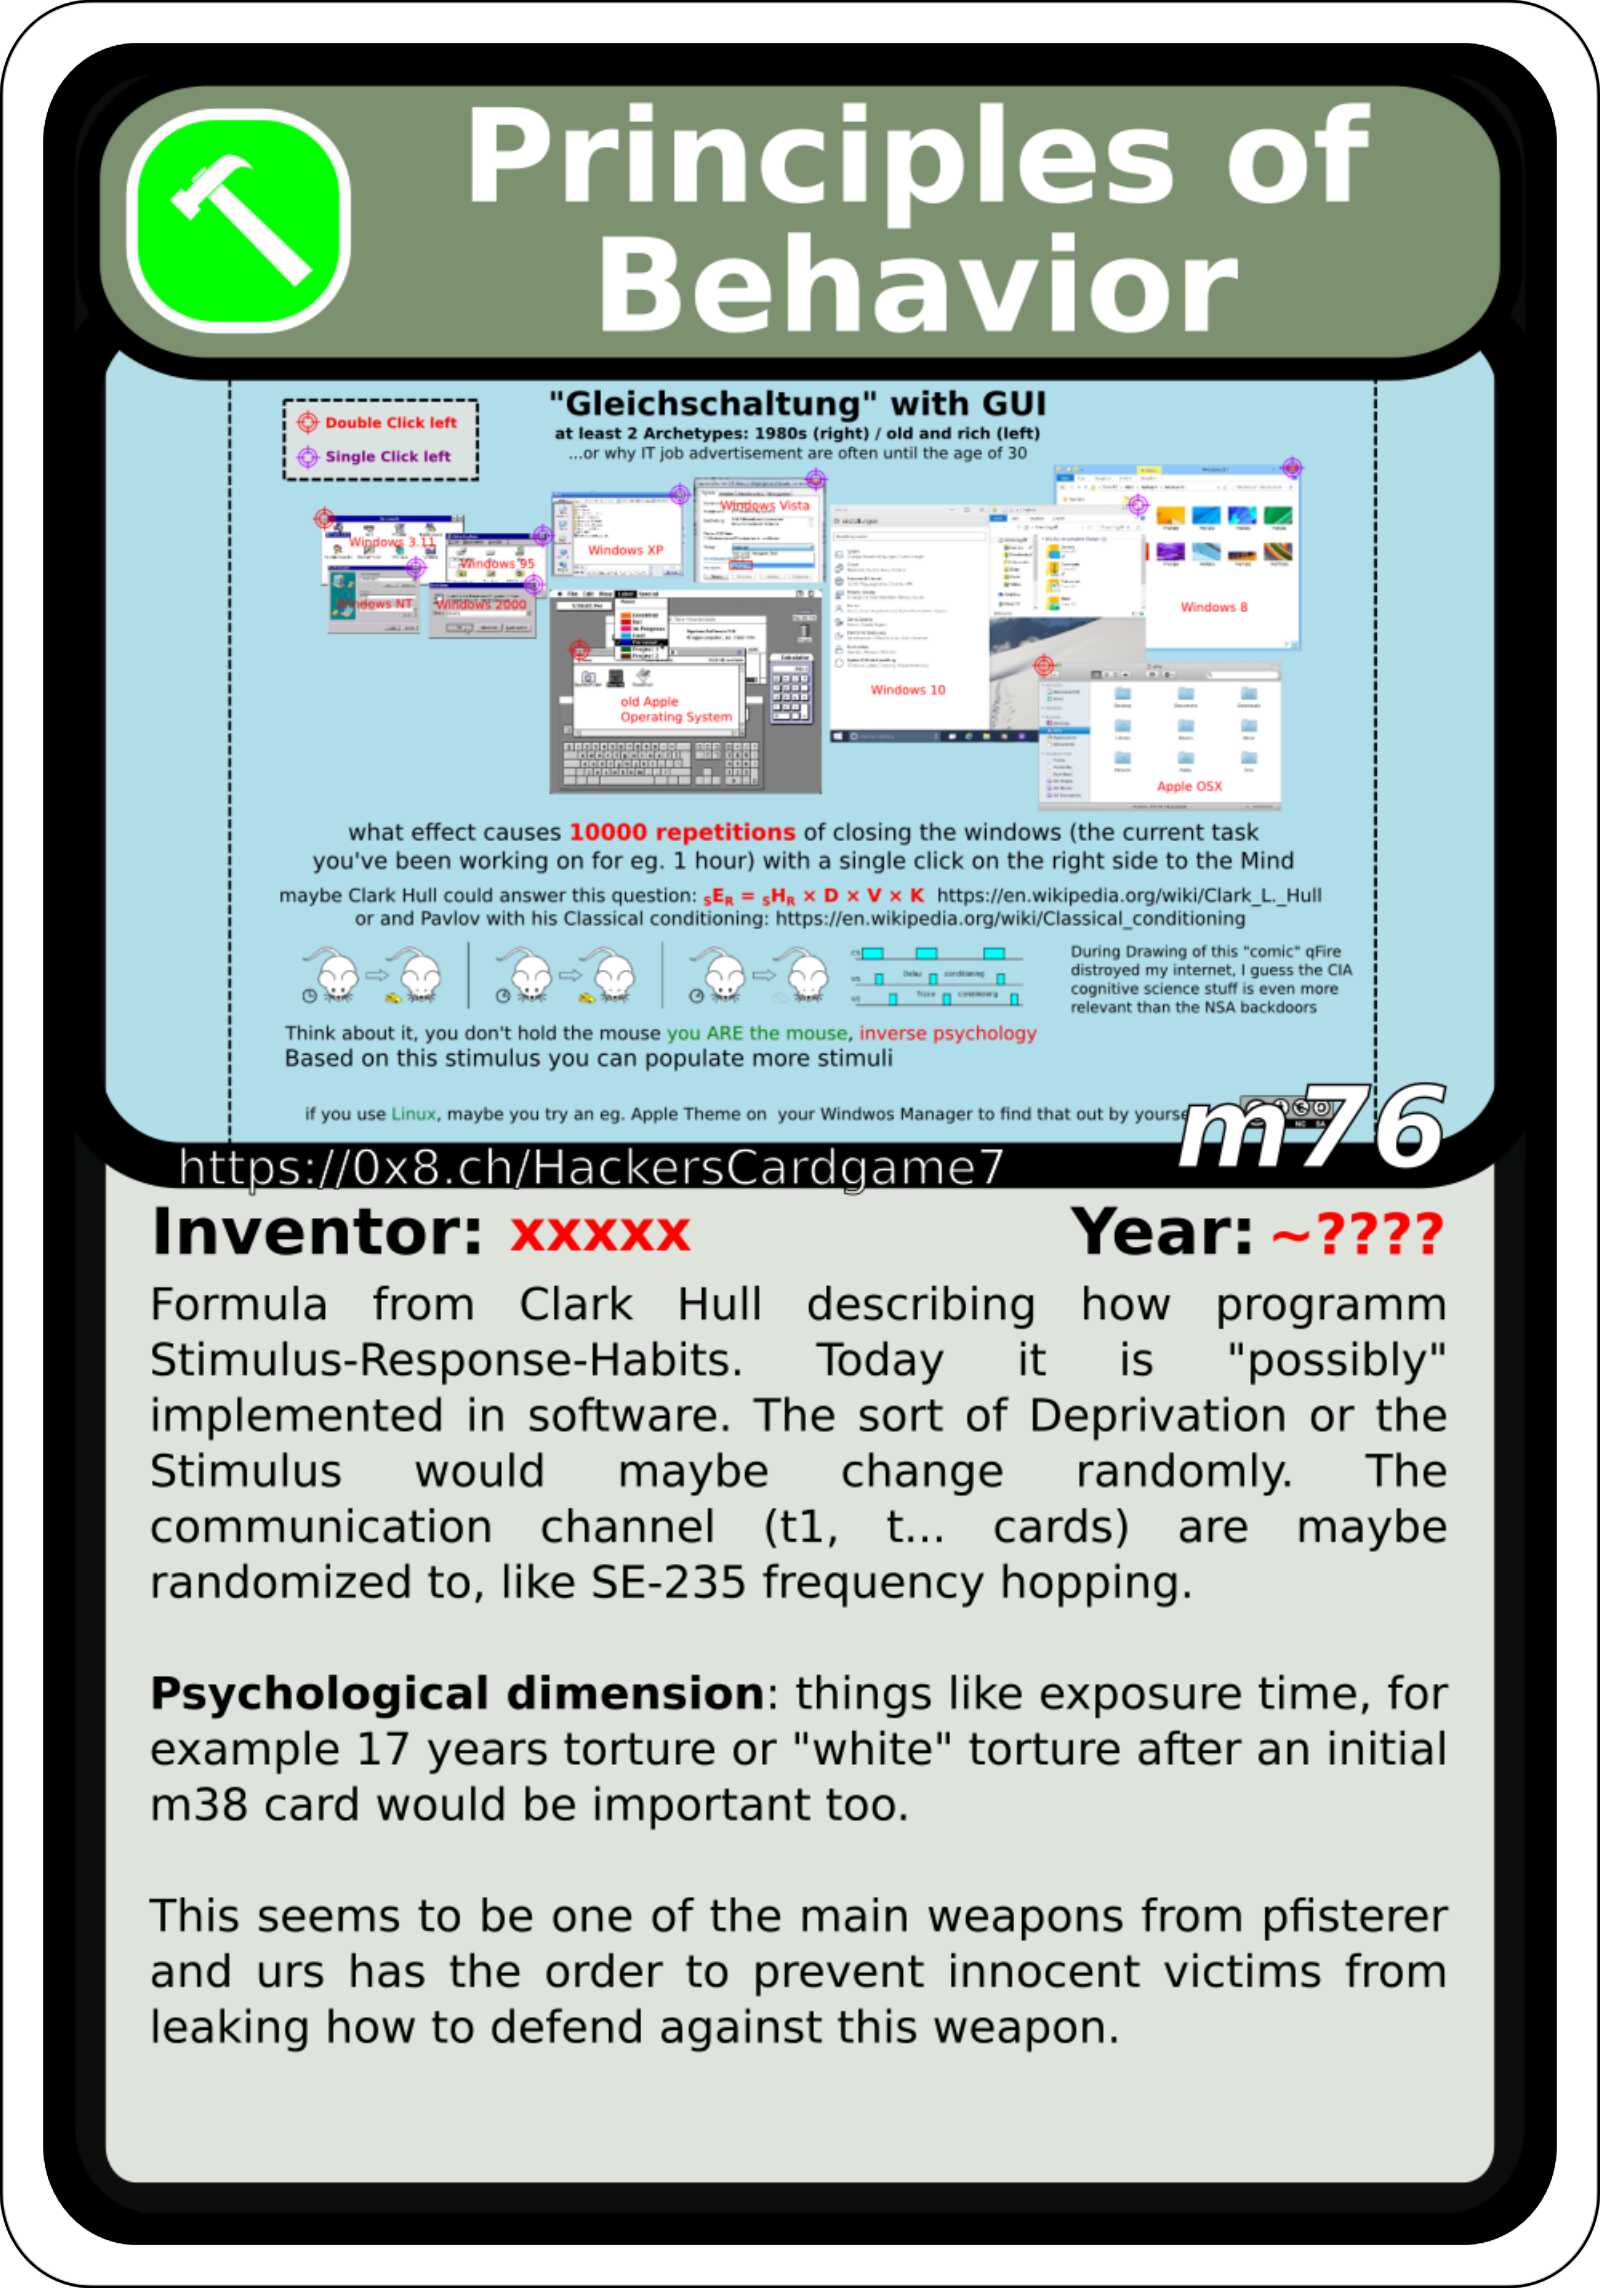 Principles of
Behavior
"Gleichschaltung" with GUI
at least 2 Archetypes: 1980s (right) / old and rich (left)
...or why IT job advertisement are often until the age of 30
Double Click left
Single Click left
Windows 3.11
Windows 95
Windows NT
Windows 2000
Windows XP
Windows Vista
Windows 8
Windows 10
old Apple
Operating System
Apple OSX
what effect causes 10000 repetitions of closing the windows (the current task
you've been working on for eg. 1 hour) with a single click on the right side to the Mind
maybe Clark Hull could answer this question: sER = sHR × D × V × K https://en.wikipedia.org/wiki/Clark_L._Hull
or and Pavlov with his Classical conditioning: https://en.wikipedia.org/wiki/Classical_conditioning
Delay conditioning
Trace conditioning
During Drawing of this "comic" qFire
distroyed my internet, I guess the CIA
cognitive science stuff is even more
relevant than the NSA backdoors
Think about it, you don't hold the mouse you ARE the mouse, inverse psychology
Based on this stimulus you can populate more stimuli
if you use Linux, maybe you try an eg. Apple Theme on your Windwos Manager to find that out by
m76
https://0x8.ch/HackersCardgame7
Inventor: xxxxx
Year: ~????
Formula from Clark Hull describing how programm
Stimulus-Response-Habits. Today it is "possibly"
implemented in software. The sort of Deprivation or the
Stimulus would maybe change randomly. The
communication channel (t1, t... cards) are maybe
randomized to, like SE-235 frequency hopping.
Psychological dimension: things like exposure time, for
example 17 years torture or "white" torture after an initial
m38 card would be important too.
This seems to be one of the main weapons from pfisterer
and urs has the order to prevent innocent victims from
leaking how to defend against this weapon.